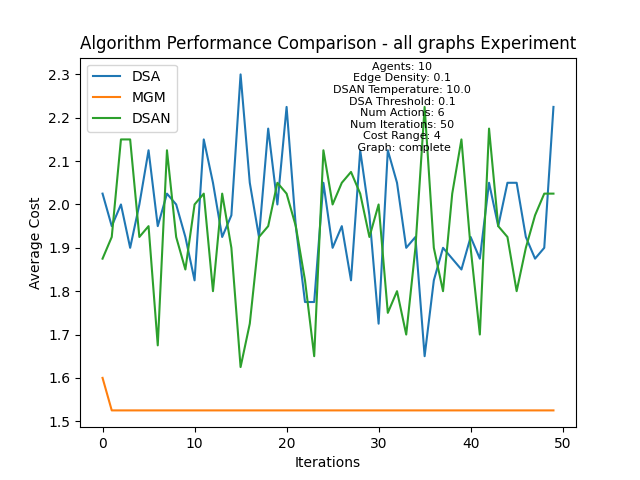 Algorithm Performance Comparison - all graphs Experiment
DSA
MGM
DSAN
Agents: 10
Edge Density: 0.1
DSAN Temperature: 10.0
DSA Threshold: 0.1
Num Actions: 6
Num Iterations: 50
Cost Range: 4
Graph: complete
Average Cost
2.3
2.2
2.1
2.0
1.9
1.8
1.7
1.6
1.5
0 10 20 30 40 50
Iterations